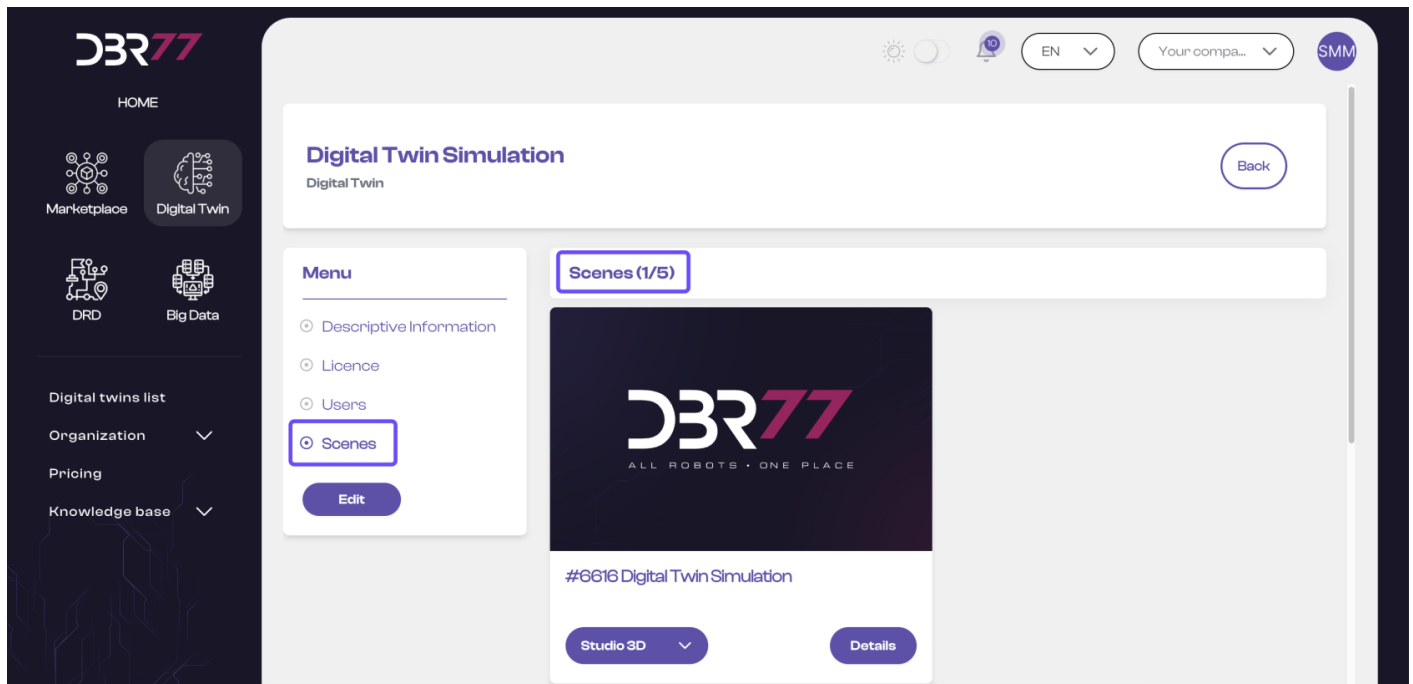 DBR77
HOME
Marketplace
Digital Twin
DRD
Big Data
Digital twins list
Organization
Pricing
Knowledge base
10
EN
Your compa...
SMM
Digital Twin Simulation
Digital Twin
Back
Menu
Descriptive Information
Licence
Users
Scenes
Edit
Scenes (1/5)
DBR77
ALL ROBOTS • ONE PLACE
#6616 Digital Twin Simulation
Studio 3D
Details